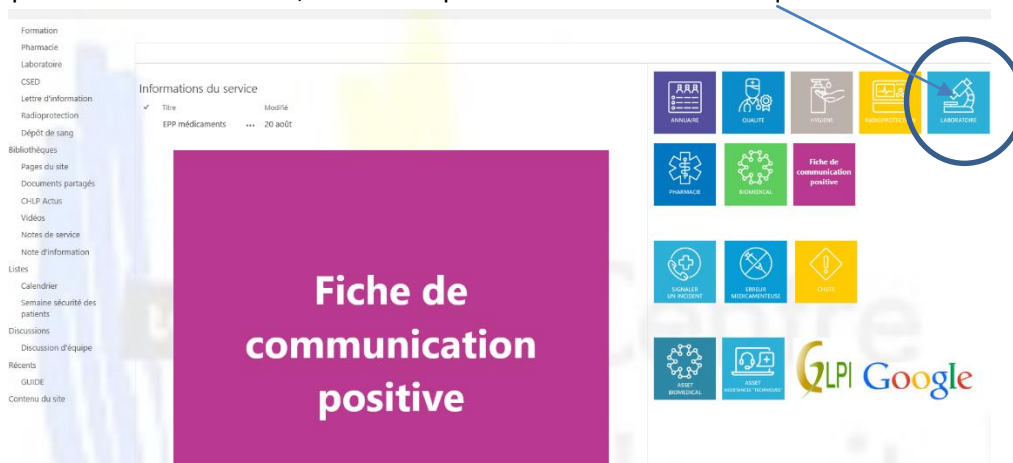 Formation
Pharmacie
Laboratoire
CSED
Lettre d'information
Radioprotection
Dépôt de sang
Bibliothèques
Pages du site
Documents partagés
CHLP Actus
Vidéos
Notes de service
Note d'information
Listes
Calendrier
Semaine sécurité des
patients
Discussions
Discussion d'équipe
Récents
GUIDE
Contenu du site
Informations du service
✓ Titre Modifié
EPP médicaments ... 20 août
Fiche de
communication
positive
ANNUAIRE
QUALITE
HYGIENE
RADIOPROTECTION
LABORATOIRE
PHARMACIE
BIOMEDICAL
Fiche de
communication
positive
SIGNALER
UN INCIDENT
ERREUR
MEDICAMENTEUSE
CHUTE
ASSET
BIOMEDICAL
ASSET
ASSISTANCES "TECHNIQUES"
GLPI
Google
Centre